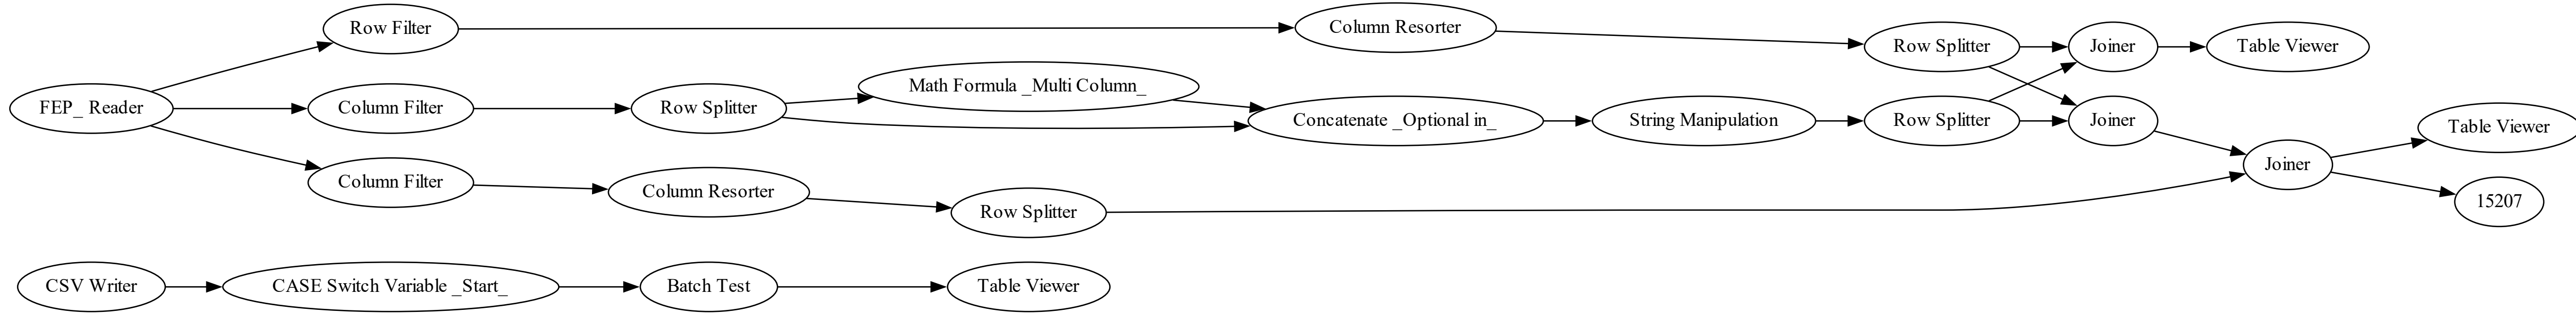 FEP_ Reader
Row Filter
Column Filter
Column Filter
Row Splitter
Column Resorter
Math Formula _Multi Column_
Row Splitter
Column Resorter
Concatenate _Optional in_
String Manipulation
Row Splitter
Row Splitter
Joiner
Joiner
Table Viewer
Joiner
Table Viewer
15207
CSV Writer
CASE Switch Variable _Start_
Batch Test
Table Viewer